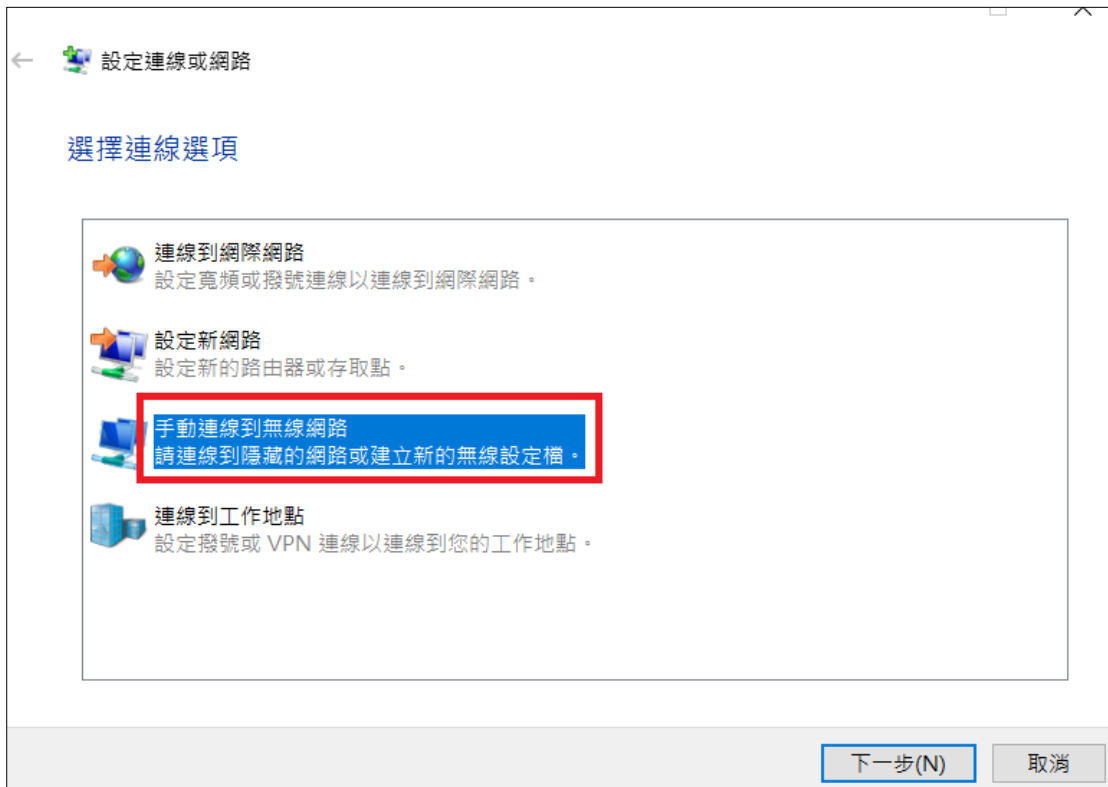 設定連線或網路
選擇連線選項
連線到網際網路
設定寬頻或撥號連線以連線到網際網路。
設定新網路
設定新的路由器或存取點。
手動連線到無線網路
請連線到隱藏的網路或建立新的無線設定檔。
連線到工作地點
設定撥號或 VPN 連線以連線到您的工作地點。
下一步(N)
取消